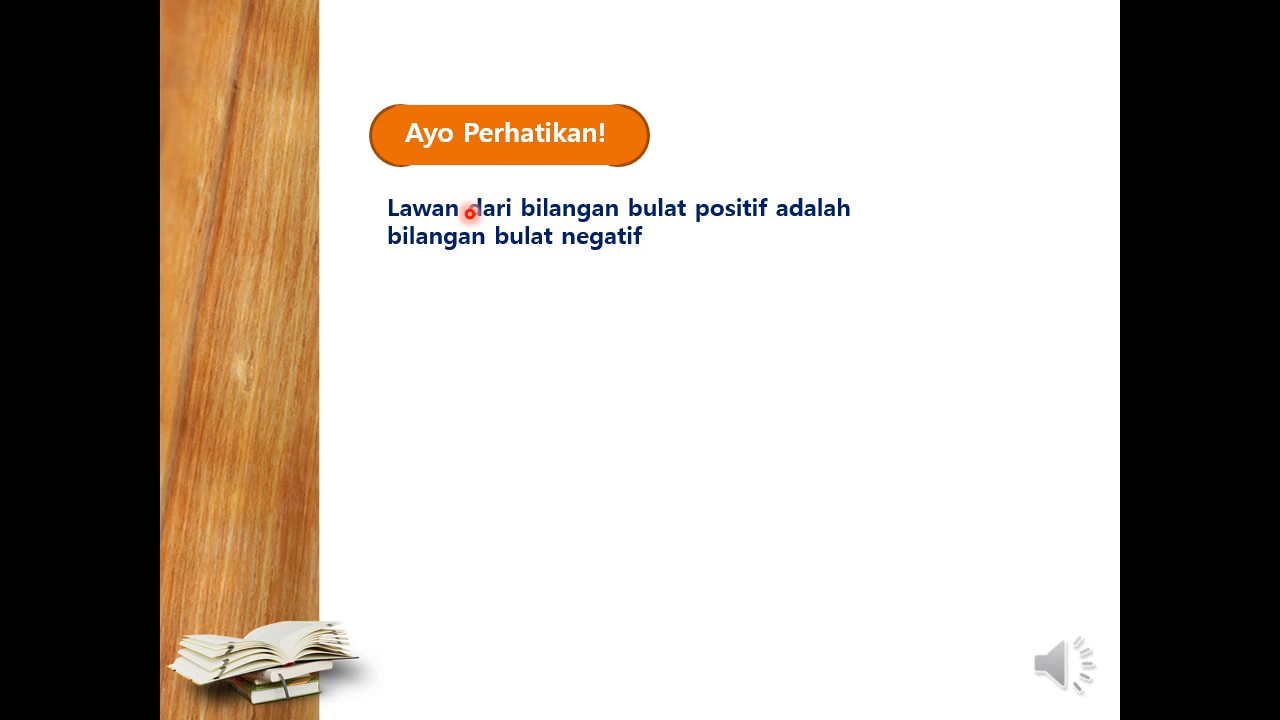 Ayo Perhatikan!
Lawan dari bilangan bulat positif adalah
bilangan bulat negatif